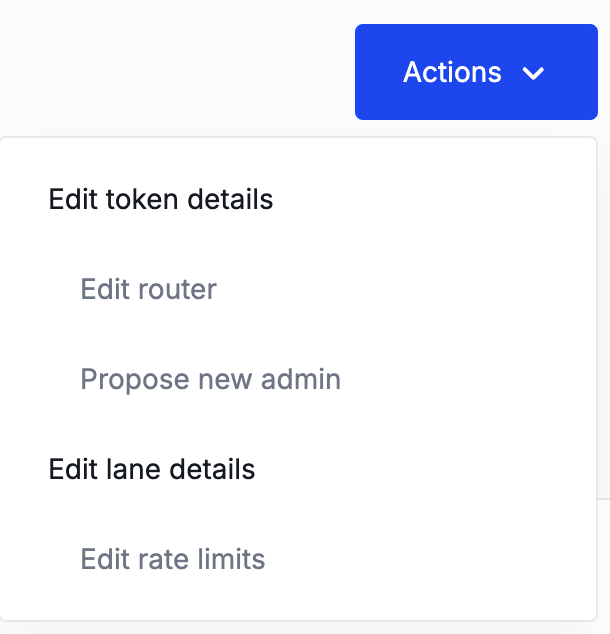 Actions
Edit token details
Edit router
Propose new admin
Edit lane details
Edit rate limits